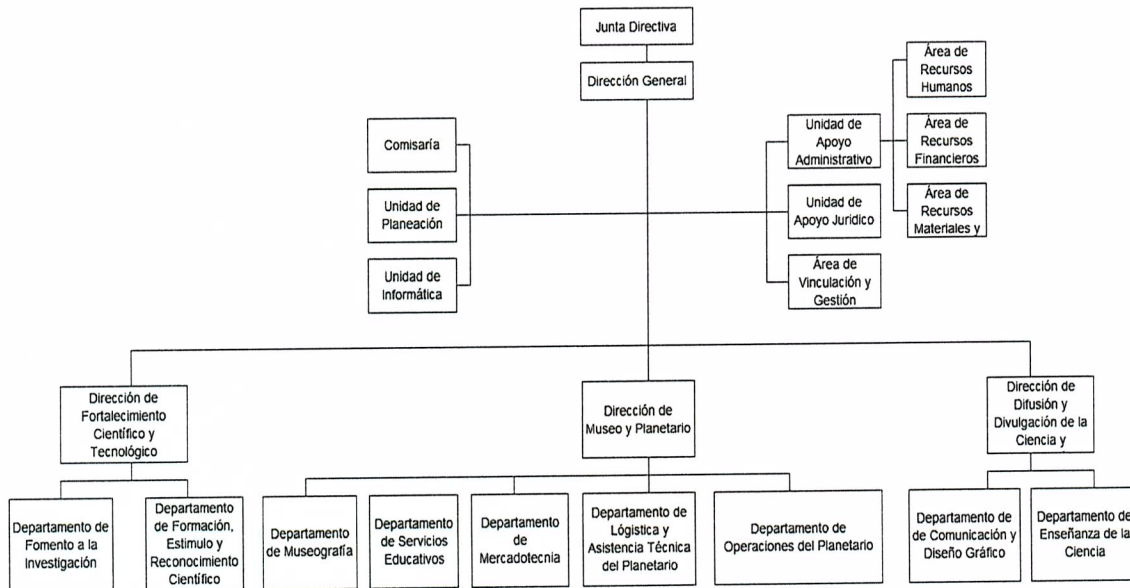 Junta Directiva
Dirección General
Comisaría
Unidad de
Planeación
Unidad de
Informática
Unidad de
Apoyo
Administrativo
Unidad de
Apoyo Juridico
Área de
Vinculación y
Gestión
Área de
Recursos
Humanos
Área de
Recursos
Financieros
Área de
Recursos
Materiales y
Dirección de
Fortalecimiento
Científico y
Tecnológico
Departamento de
Fomento a la
Investigación
Departamento
de Formación,
Estimulo y
Reconocimiento
Científico
Dirección de
Museo y Planetario
Departamento
de Museografía
Departamento
de Servicios
Educativos
Departamento
de
Mercadotecnia
Departamento de
Lógistica y
Asistencia Técnica
del Planetario
Departamento de
Operaciones del Planetario
Dirección de
Difusión y
Divulgación de la
Ciencia y
Departamento de
de Comunicación y
Diseño Gráfico
Departamento de
Enseñanza de la
Ciencia